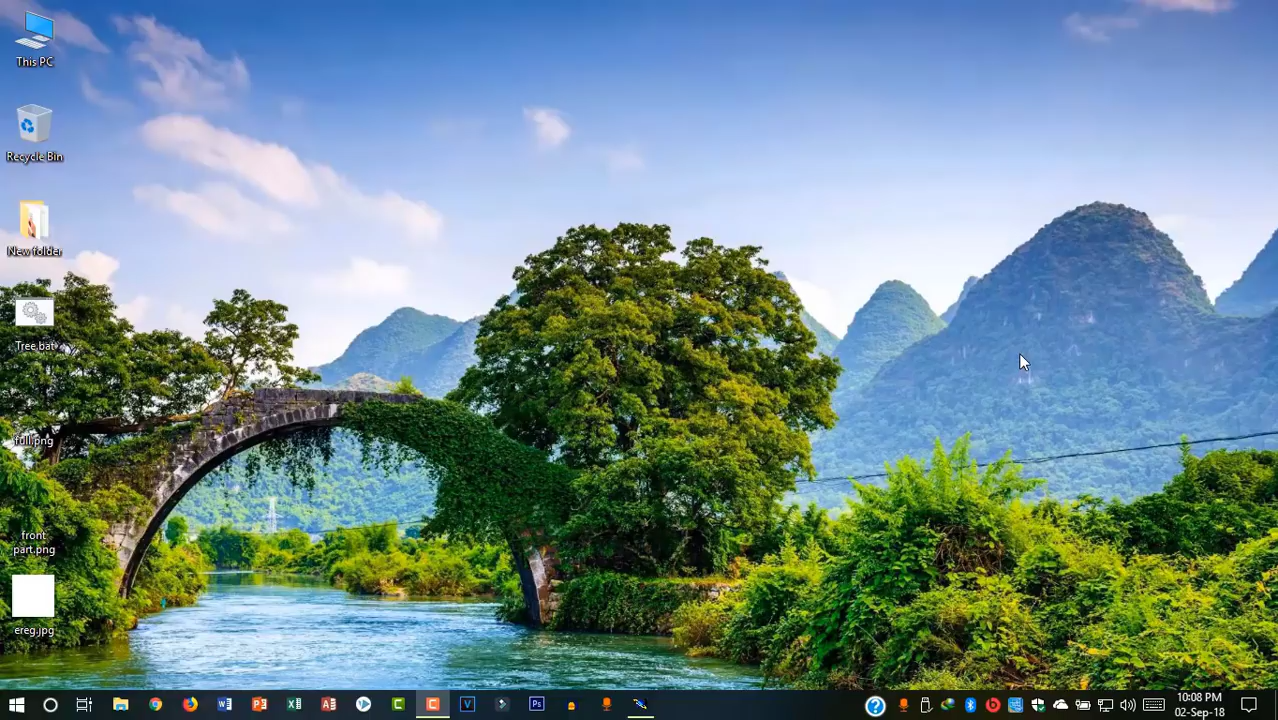 This PC
Recycle Bin
New folder
Tree.bat
full.png
front
part.png
ereg.jpg
10:08 PM
02-Sep-18